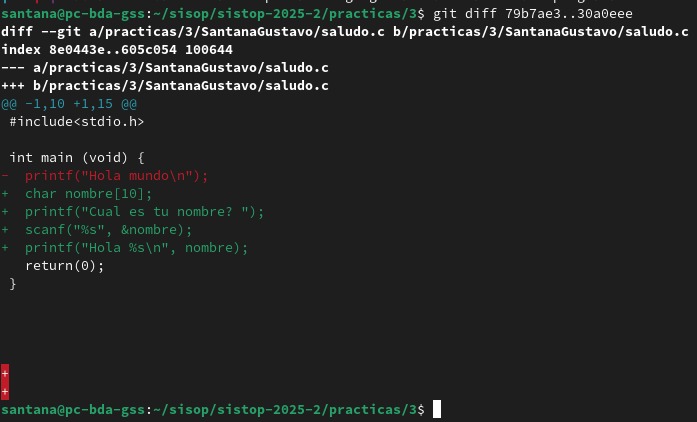 santana@pc-bda-gss:~/sisop/sistop-2025-2/practicas/3$ git diff 79b7ae3..30a0eee
diff --git a/practicas/3/SantanaGustavo/saludo.c b/practicas/3/SantanaGustavo/saludo.c
index 8e0443e..605c054 100644
--- a/practicas/3/SantanaGustavo/saludo.c
+++ b/practicas/3/SantanaGustavo/saludo.c
@@ -1,10 +1,15 @@
 #include<stdio.h>

 int main (void) {
-  printf("Hola mundo\n");
+  char nombre[10];
+  printf("Cual es tu nombre? ");
+  scanf("%s", &nombre);
+  printf("Hola %s\n", nombre);
   return(0);
 }




+
+
santana@pc-bda-gss:~/sisop/sistop-2025-2/practicas/3$